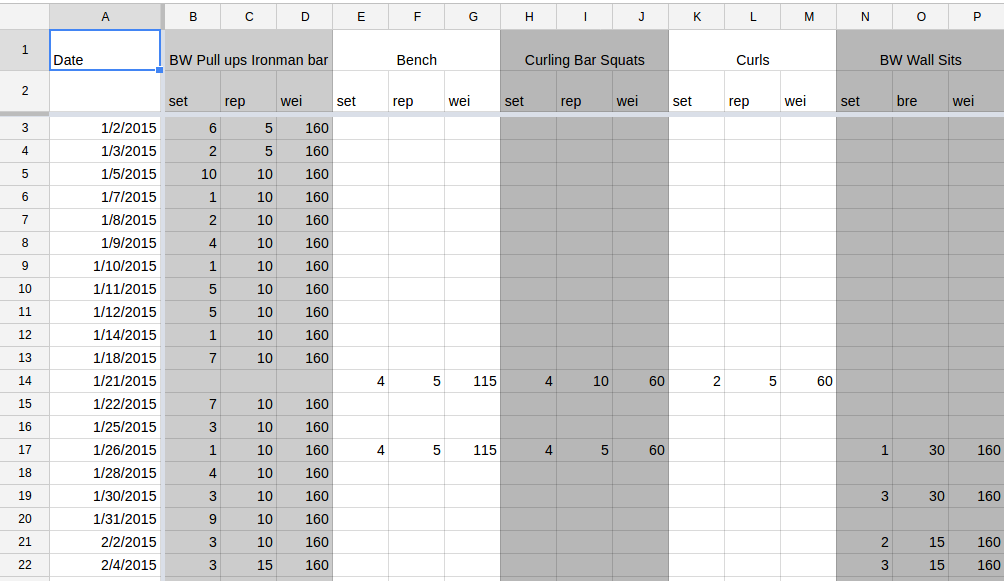 A B C D E F G H I J K L M N O P
1 Date BW Pull ups Ironman bar Bench Curling Bar Squats Curls BW Wall Sits
2 set rep wei set rep wei set rep wei set rep wei set bre wei
3 1/2/2015 6 5 160
4 1/3/2015 2 5 160
5 1/5/2015 10 10 160
6 1/7/2015 1 10 160
7 1/8/2015 2 10 160
8 1/9/2015 4 10 160
9 1/10/2015 1 10 160
10 1/11/2015 5 10 160
11 1/12/2015 5 10 160
12 1/14/2015 1 10 160
13 1/18/2015 7 10 160
14 1/21/2015 4 5 115 4 10 60 2 5 60
15 1/22/2015 7 10 160
16 1/25/2015 3 10 160
17 1/26/2015 1 10 160 4 5 115 4 5 60 1 30 160
18 1/28/2015 4 10 160
19 1/30/2015 3 10 160 3 30 160
20 1/31/2015 9 10 160
21 2/2/2015 3 10 160 2 15 160
22 2/4/2015 3 15 160 3 15 160